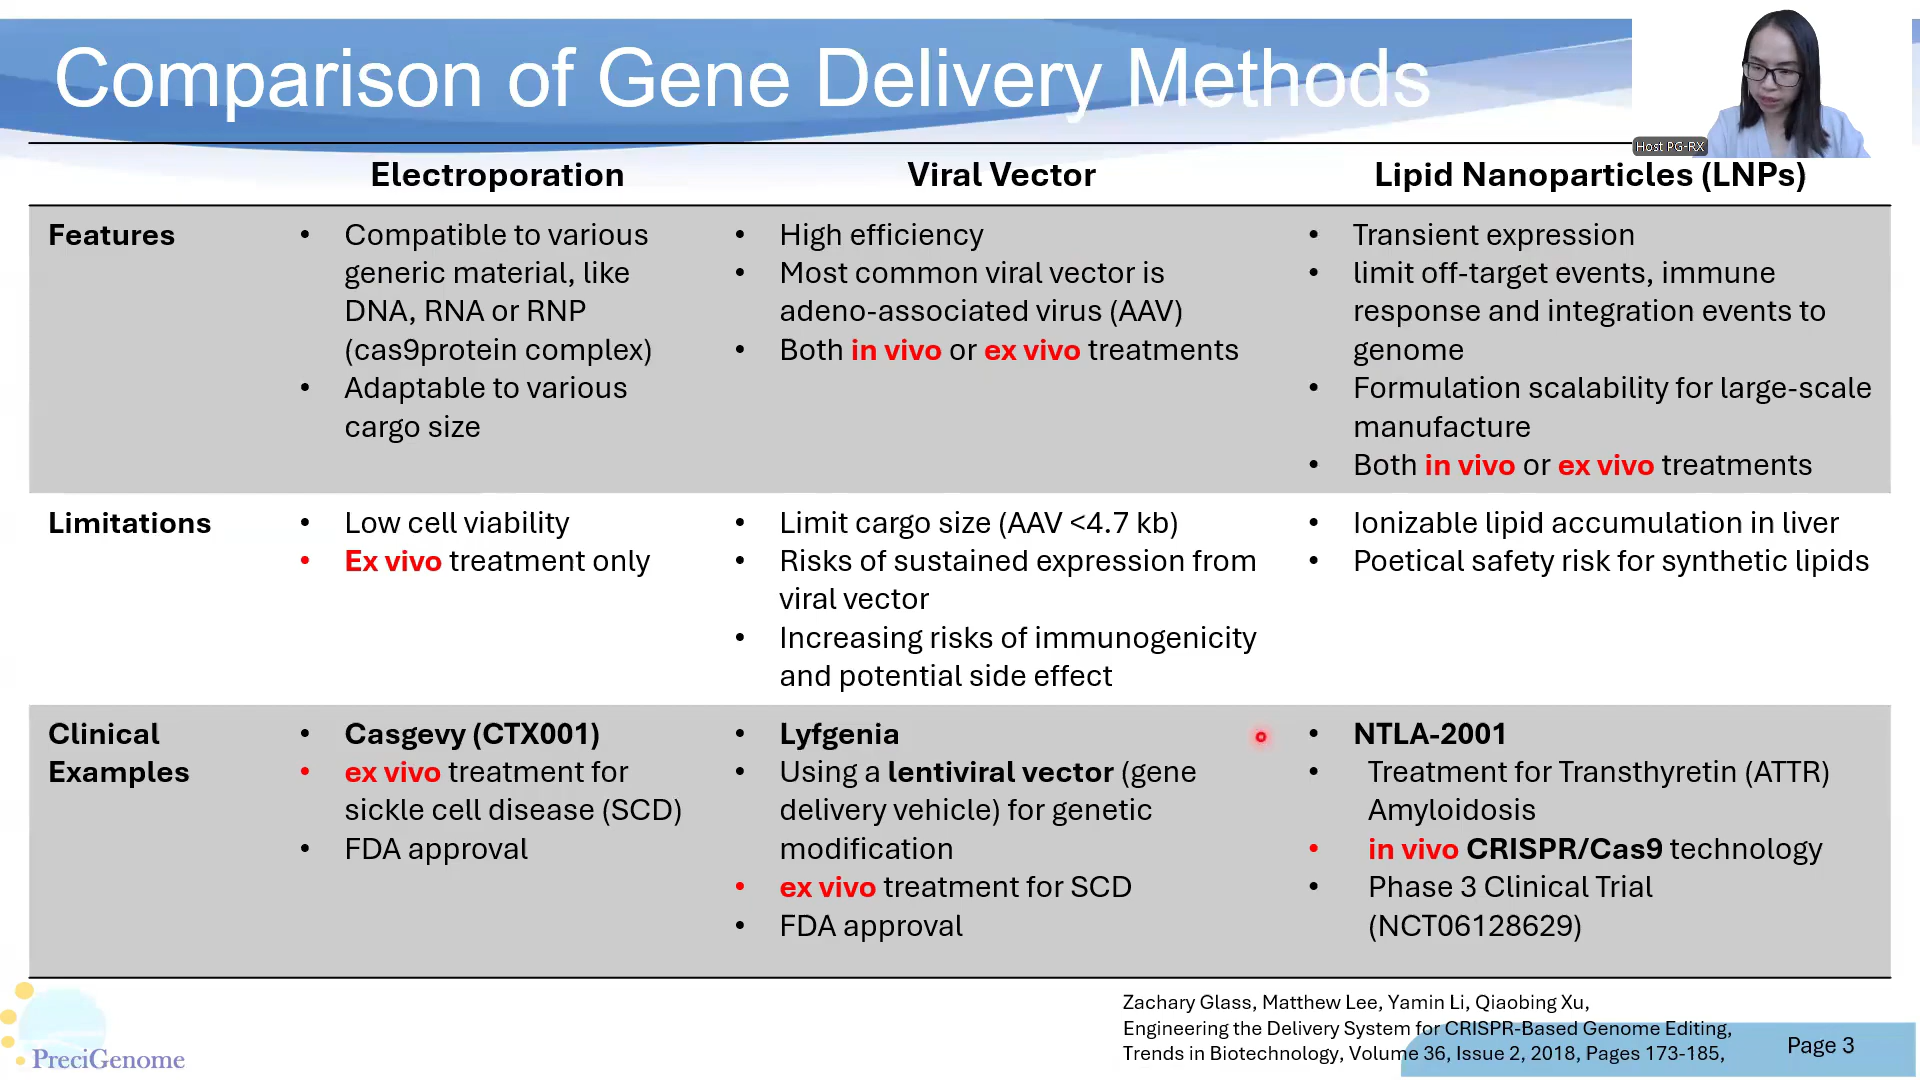 Comparison of Gene Delivery Methods
Host PG-RX
Electroporation
Viral Vector
Lipid Nanoparticles (LNPs)
Features
• Compatible to various
generic material, like
DNA, RNA or RNP
(cas9protein complex)
• Adaptable to various
cargo size
• High efficiency
• Most common viral vector is
adeno-associated virus (AAV)
• Both in vivo or ex vivo treatments
• Transient expression
• limit off-target events, immune
response and integration events to
genome
• Formulation scalability for large-scale
manufacture
• Both in vivo or ex vivo treatments
Limitations
• Low cell viability
• Ex vivo treatment only
• Limit cargo size (AAV <4.7 kb)
• Risks of sustained expression from
viral vector
• Increasing risks of immunogenicity
and potential side effect
• Ionizable lipid accumulation in liver
• Poetical safety risk for synthetic lipids
Clinical
Examples
• Casgevy (CTX001)
• ex vivo treatment for
sickle cell disease (SCD)
• FDA approval
• Lyfgenia
• Using a lentiviral vector (gene
delivery vehicle) for genetic
modification
• ex vivo treatment for SCD
• FDA approval
• NTLA-2001
• Treatment for Transthyretin (ATTR)
Amyloidosis
• in vivo CRISPR/Cas9 technology
• Phase 3 Clinical Trial
(NCT06128629)
Zachary Glass, Matthew Lee, Yamin Li, Qiaobing Xu,
Engineering the Delivery System for CRISPR-Based Genome Editing,
Trends in Biotechnology, Volume 36, Issue 2, 2018, Pages 173-185,
Page 3
PreciGenome